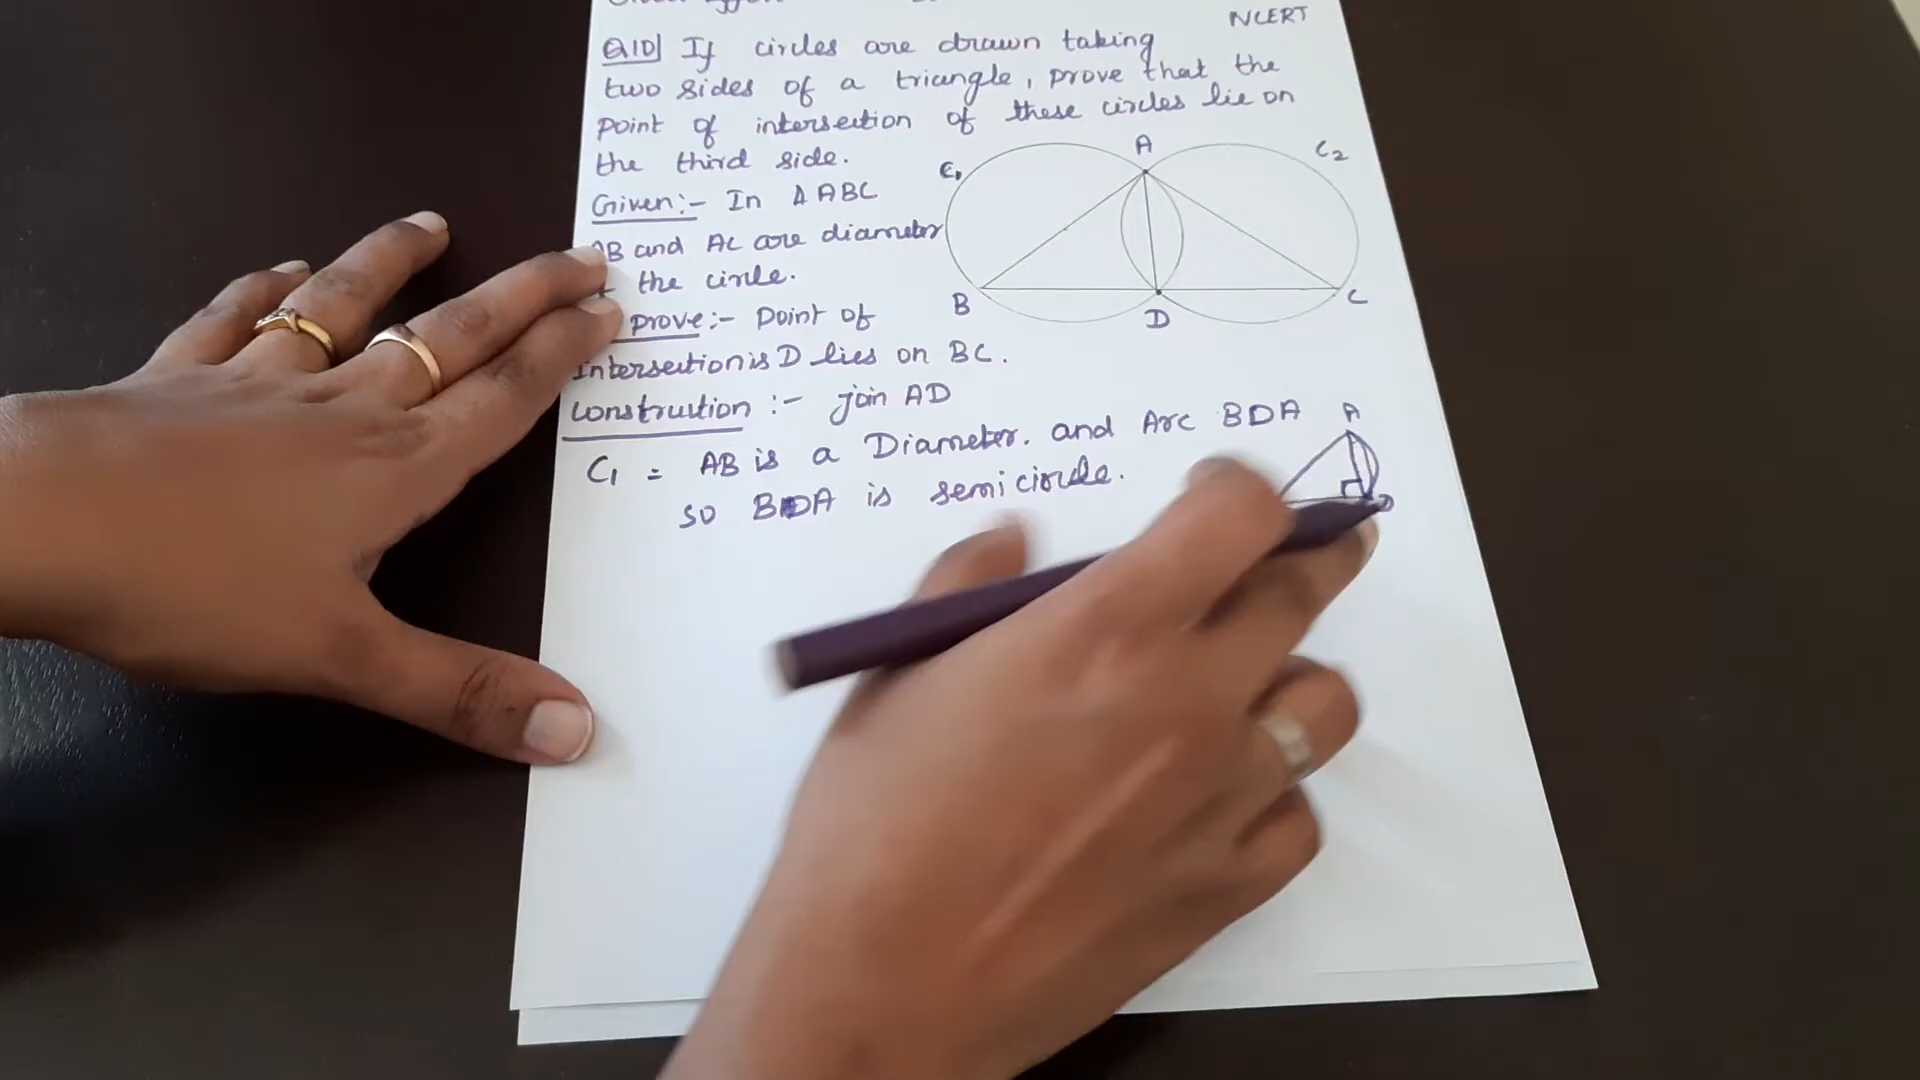 NCERT
Q10| If circles are drawn taking
two sides of a triangle, prove that the
point of intersection of these circles lie on
the third side.
Given:- In ΔABC
AB and AC are diameter
the circle.
prove:- Point of
Intersection is D lies on BC.
Construction :- join AD
C1 = AB is a Diameter. and Arc BDA
so BDA is semicircle.
C1
A
C2
B
D
C
A
D